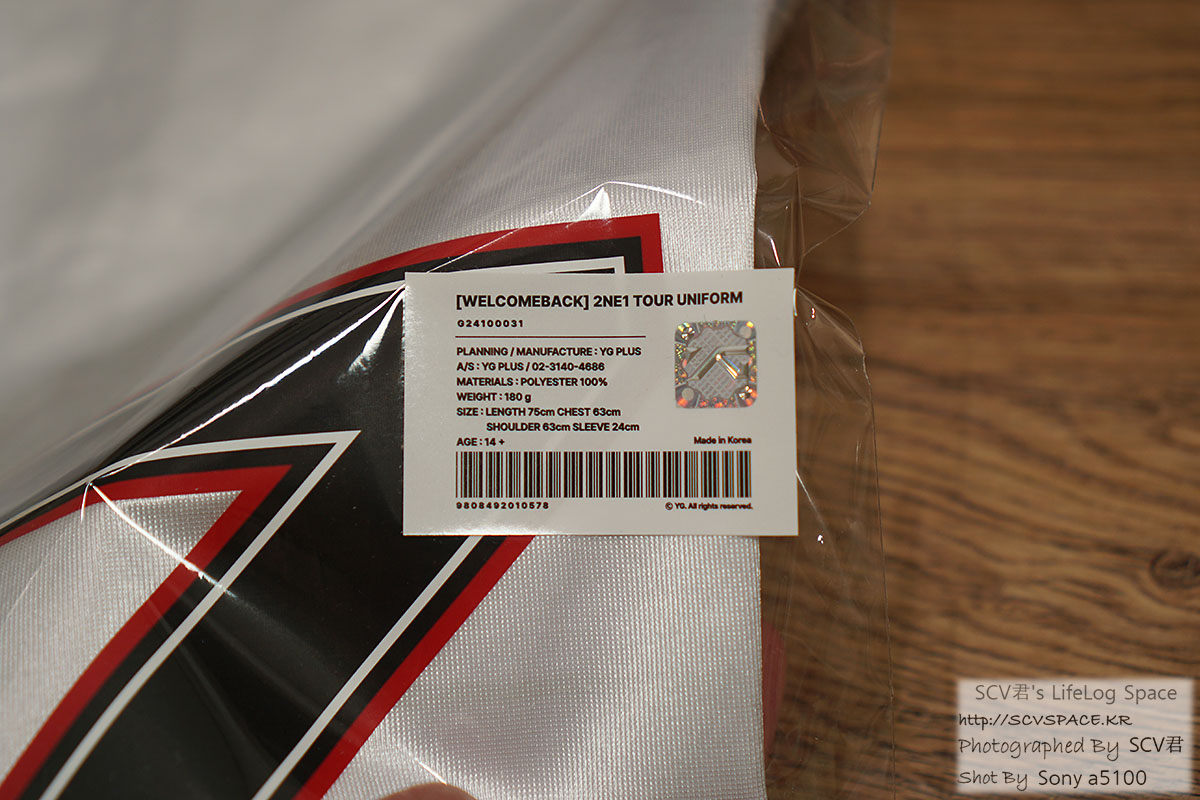 [WELCOMEBACK] 2NE1 TOUR UNIFORM
G24100031
PLANNING / MANUFACTURE : YG PLUS
A/S : YG PLUS / 02-3140-4686
MATERIALS : POLYESTER 100%
WEIGHT : 180 g
SIZE : LENGTH 75cm CHEST 63cm
SHOULDER 63cm SLEEVE 24cm
AGE : 14 +
Made in Korea
9808492010578
© YG. All rights reserved.
SCV君's LifeLog Space
http://SCVSPACE.KR
Photographed By SCV君
Shot By Sony a5100